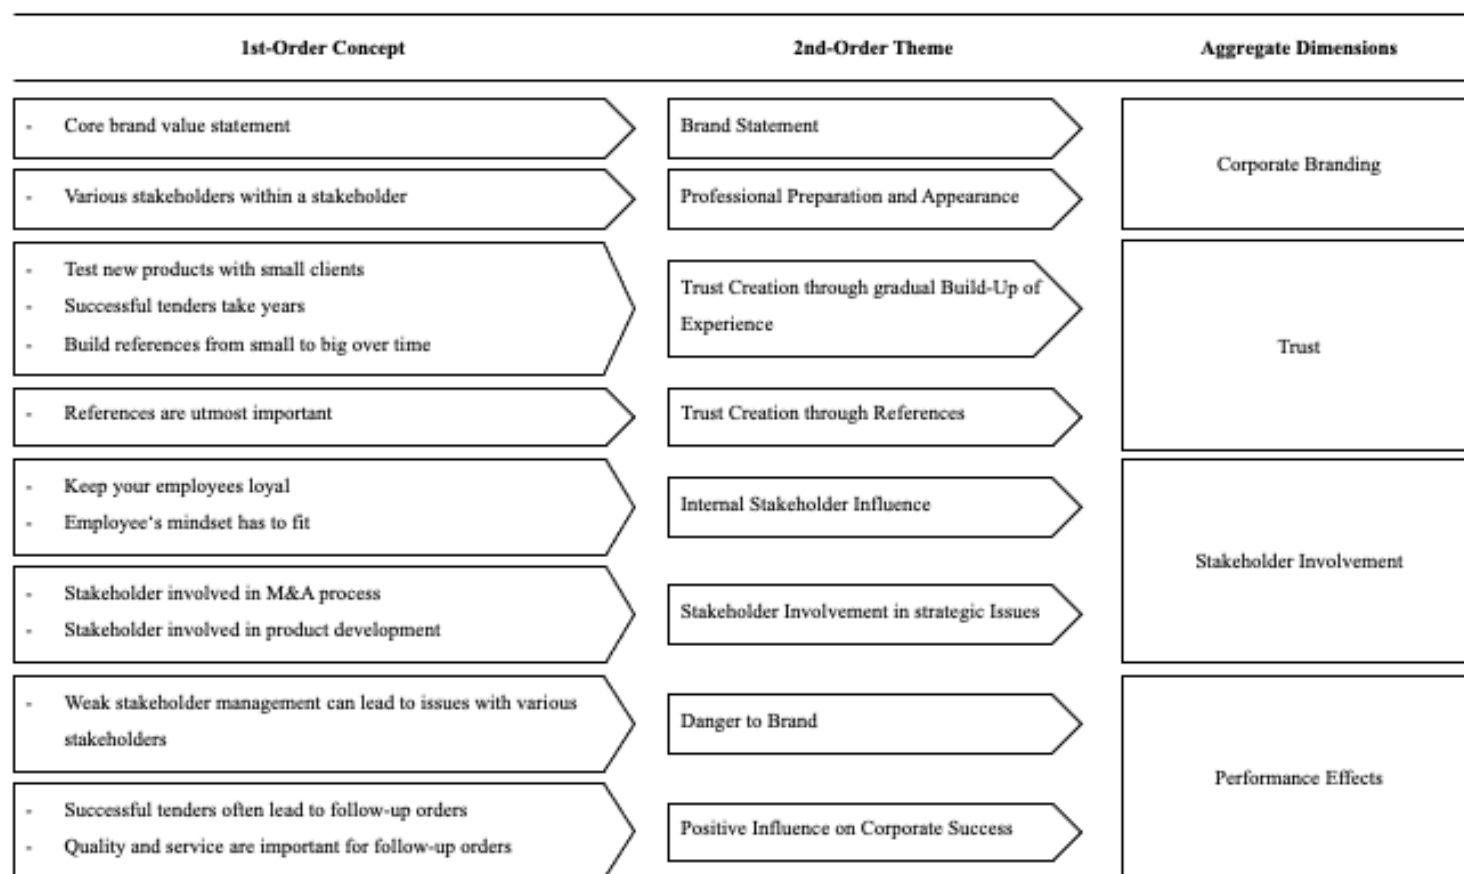 1st-Order Concept 2nd-Order Theme Aggregate Dimensions
- Core brand value statement
Brand Statement
- Various stakeholders within a stakeholder
Professional Preparation and Appearance
Corporate Branding
- Test new products with small clients
- Successful tenders take years
- Build references from small to big over time
Trust Creation through gradual Build-Up of
Experience
- References are utmost important
Trust Creation through References
Trust
- Keep your employees loyal
- Employee‘s mindset has to fit
Internal Stakeholder Influence
- Stakeholder involved in M&A process
- Stakeholder involved in product development
Stakeholder Involvement in strategic Issues
Stakeholder Involvement
- Weak stakeholder management can lead to issues with various
stakeholders
Danger to Brand
- Successful tenders often lead to follow-up orders
- Quality and service are important for follow-up orders
Positive Influence on Corporate Success
Performance Effects